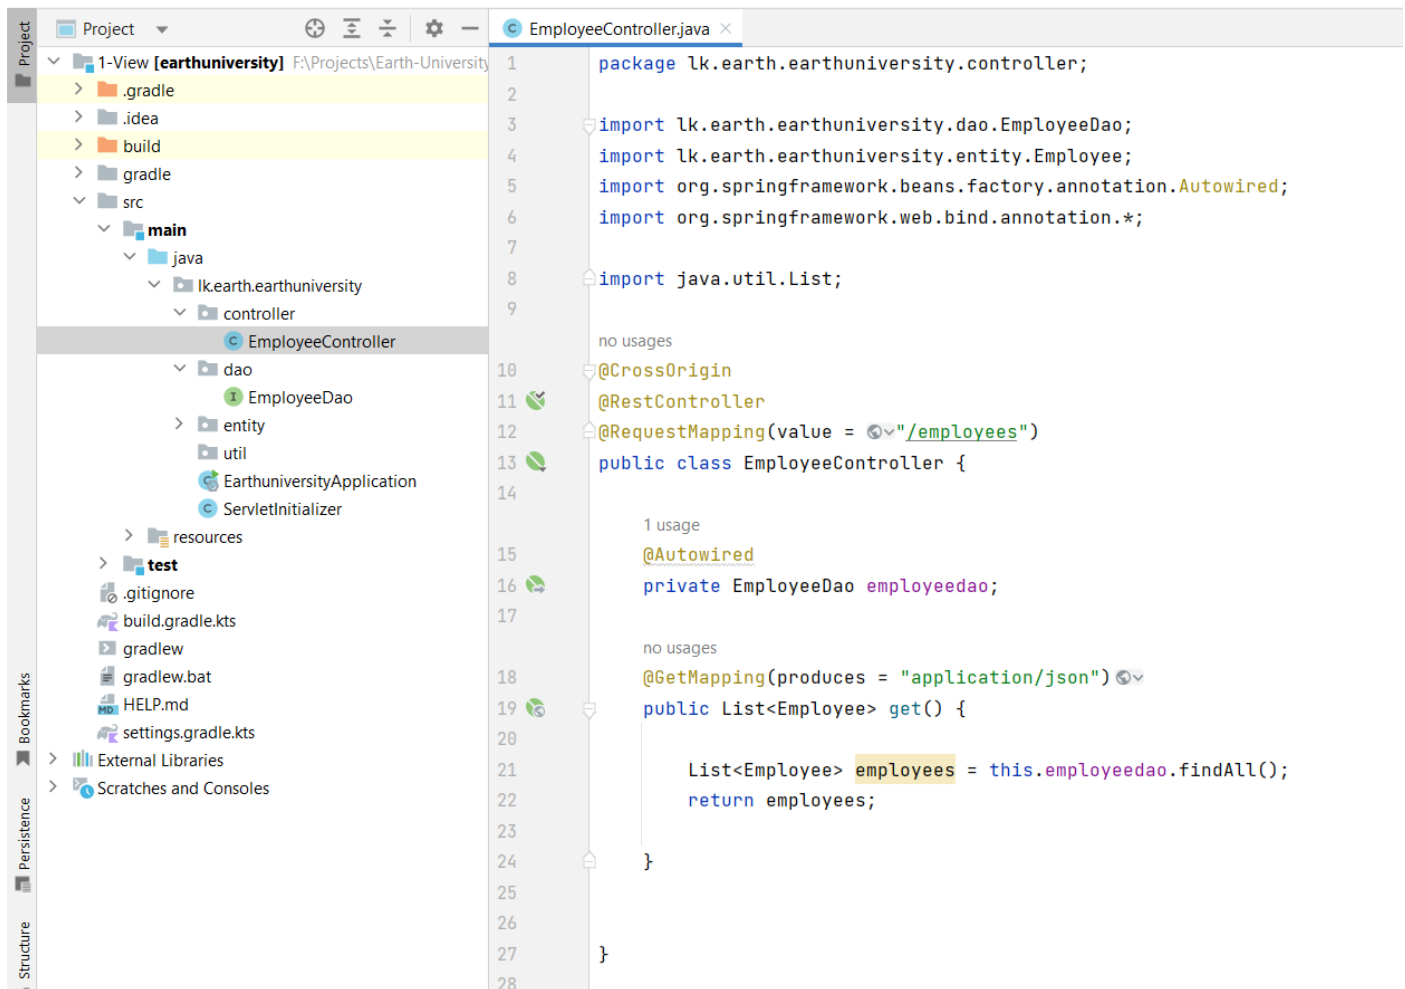 Project
Project
1-View [earthuniversity] F:\Projects\Earth-University
.gradle
.idea
build
gradle
src
main
java
lk.earth.earthuniversity
controller
EmployeeController
dao
EmployeeDao
entity
util
EarthuniversityApplication
ServletInitializer
resources
test
.gitignore
build.gradle.kts
gradlew
gradlew.bat
HELP.md
settings.gradle.kts
External Libraries
Scratches and Consoles
Bookmarks
Persistence
Structure
EmployeeController.java
1 package lk.earth.earthuniversity.controller;
2
3 import lk.earth.earthuniversity.dao.EmployeeDao;
4 import lk.earth.earthuniversity.entity.Employee;
5 import org.springframework.beans.factory.annotation.Autowired;
6 import org.springframework.web.bind.annotation.*;
7
8 import java.util.List;
9
no usages
10 @CrossOrigin
11 @RestController
12 @RequestMapping(value = "/employees")
13 public class EmployeeController {
14
1 usage
15 @Autowired
16 private EmployeeDao employeedao;
17
no usages
18 @GetMapping(produces = "application/json")
19 public List<Employee> get() {
20
21 List<Employee> employees = this.employeedao.findAll();
22 return employees;
23
24 }
25
26
27 }
28